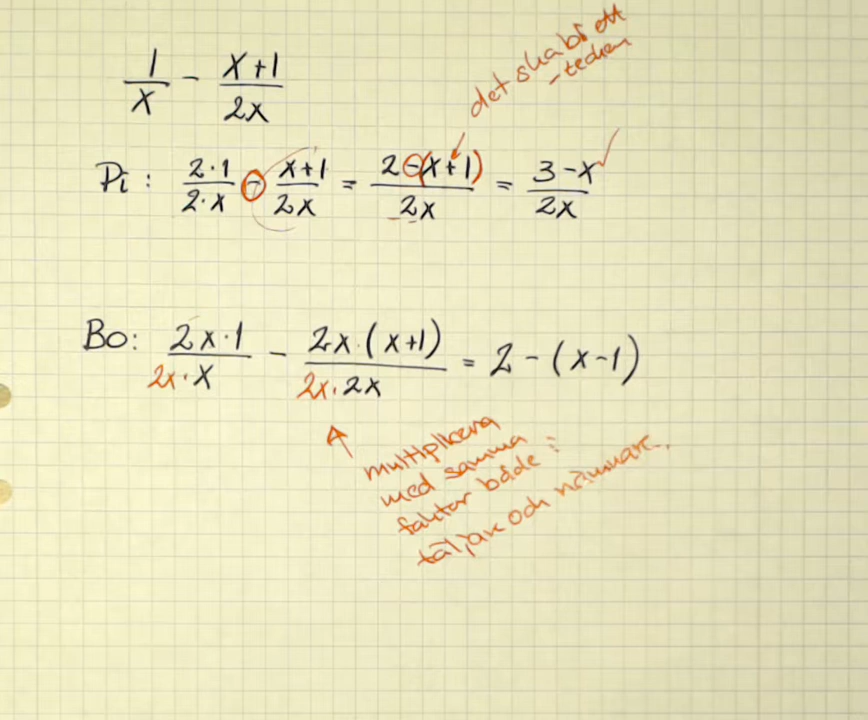 1/x - (x+1)/2x
det ska bli ett
-tecken
Pi: 2·1/2·x - x+1/2x = 2-(x+1)/2x = 3-x/2x ✓
Bo: 2x·1/2x·x - 2x·(x+1)/2x·2x = 2-(x-1)
multiplicera
med samma
faktor både i
täljare och nämnare.